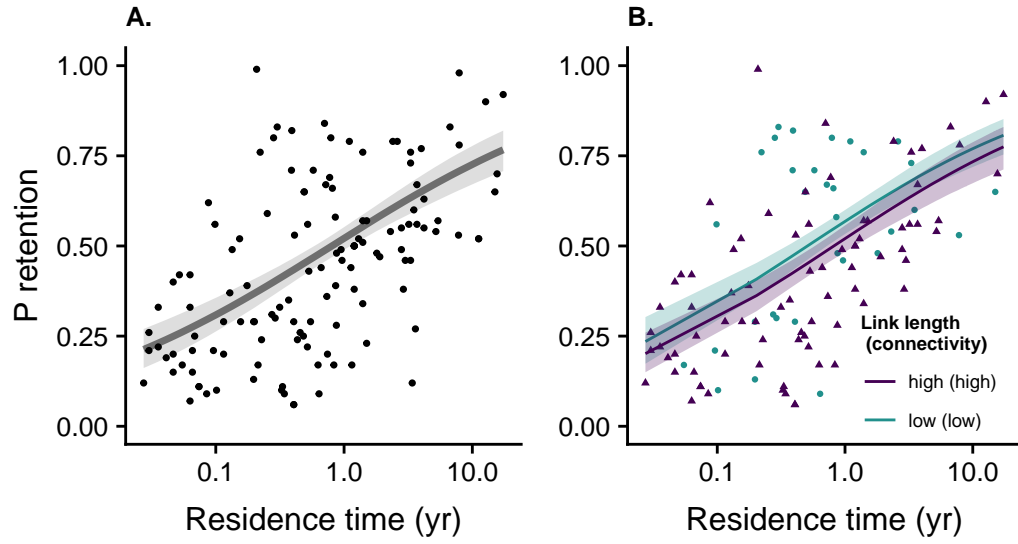 A.
P retention
1.00
0.75
0.50
0.25
0.00
0.1
1.0
10.0
Residence time (yr)
B.
1.00
0.75
0.50
0.25
0.00
Link length
(connectivity)
high (high)
low (low)
0.1
1.0
10.0
Residence time (yr)